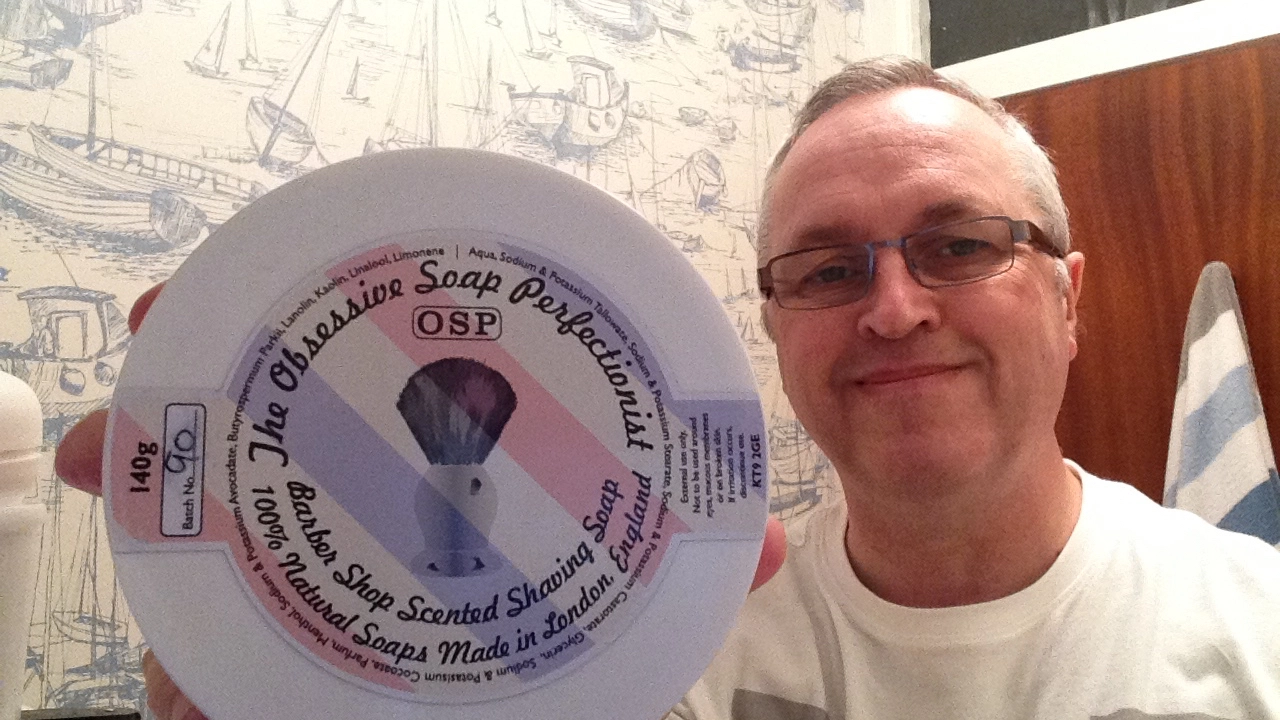 The Obsessive Soap Perfectionist
OSP
Barber Shop Scented Shaving Soap
100% Natural Soaps Made in London, England
Aqua, Sodium & Potassium Tallowate, Sodium & Potassium Stearate, Sodium & Potassium Castorate, Glycerin, Sodium & Potassium Cocoate, Parfum, Menthol, Sodium & Potassium Avocadate, Butyrospermum Parkii, Lanolin, Kaolin, Linalool, Limonene
140g
Batch No. 90
External use only.
Not to be used around
eyes, mucous membranes
or on broken skin.
If irritation occurs,
discontinue use.
KT9 2GE